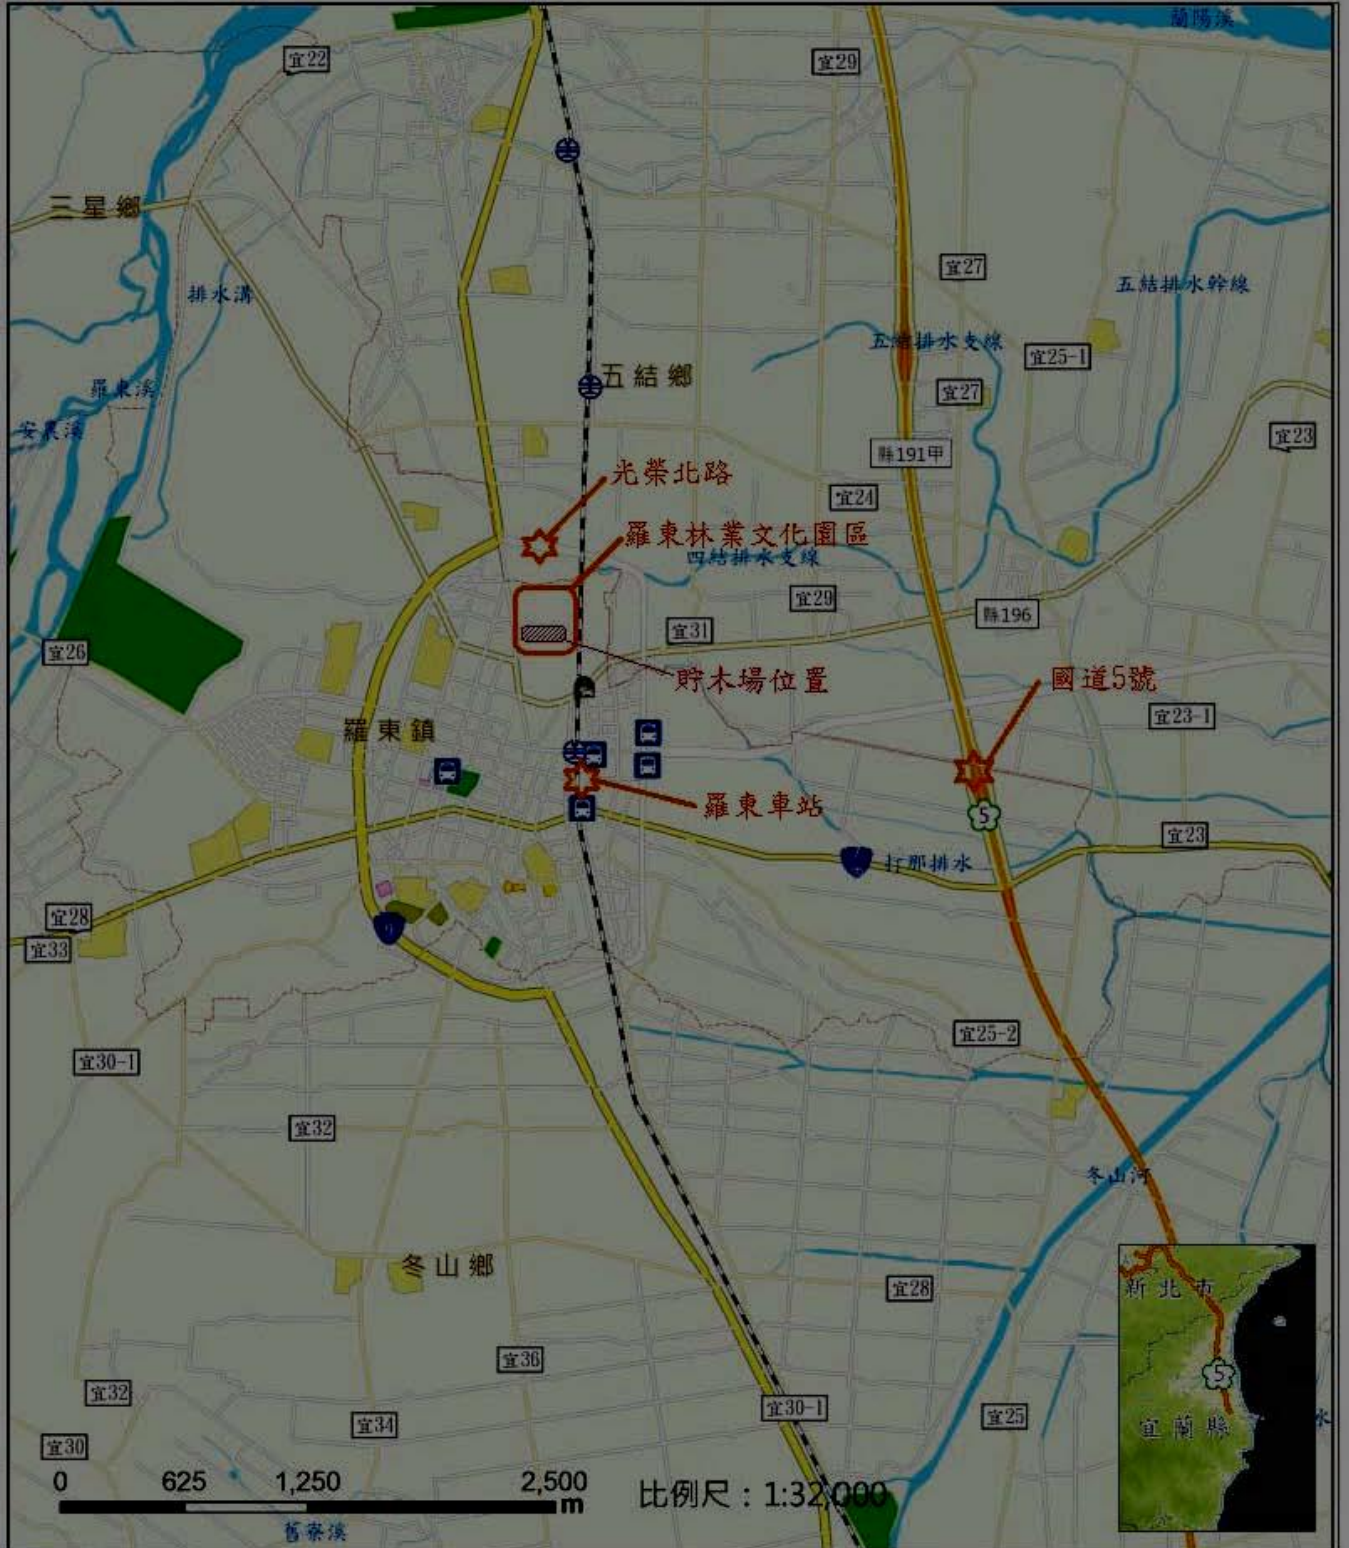 蘭陽溪
宜22
宜29
三星鄉
宜27
排水溝
五結排水幹線
五結排水支線
宜25-1
五結鄉
羅東溪
宜27
安農溪
宜23
縣191甲
光榮北路
宜24
羅東林業文化園區
四結排水支線
宜29
縣196
宜31
宜26
貯木場位置
國道5號
宜23-1
羅東鎮
羅東車站
5
宜23
打那排水
宜28
9
宜33
宜25-2
宜30-1
宜32
冬山河
冬山鄉
新北市
宜28
宜36
5
宜32
宜30-1
宜25
宜34
宜蘭縣
水
宜30
0 625 1,250 2,500
m
比例尺：1:32,000
舊寮溪